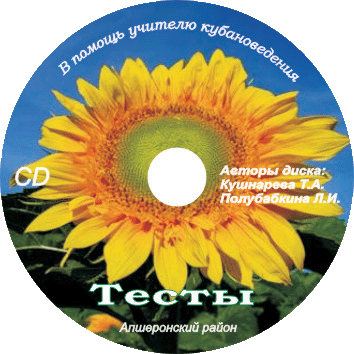 В помощь учителю кубановедения
CD
Авторы диска:
Кушнарева Т.А.
Полубабкина Л.И.
Тесты
Апшеронский район